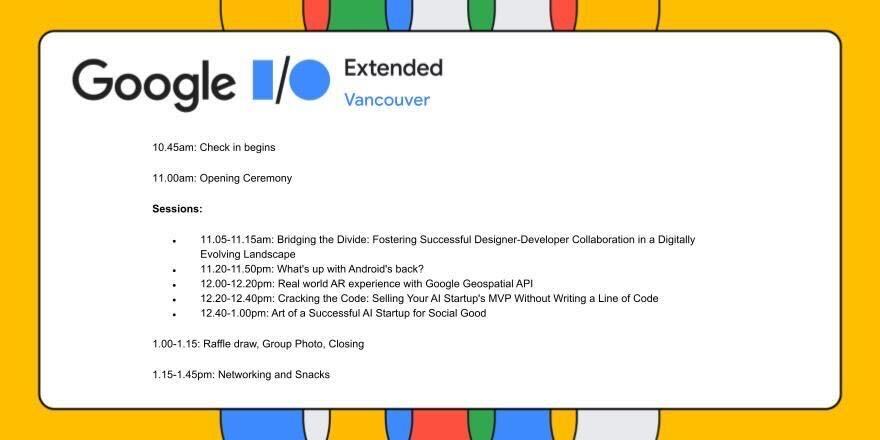 Google I/O Extended
Vancouver
10.45am: Check in begins
11.00am: Opening Ceremony
Sessions:
• 11.05-11.15am: Bridging the Divide: Fostering Successful Designer-Developer Collaboration in a Digitally
Evolving Landscape
• 11.20-11.50pm: What's up with Android's back?
• 12.00-12.20pm: Real world AR experience with Google Geospatial API
• 12.20-12.40pm: Cracking the Code: Selling Your AI Startup's MVP Without Writing a Line of Code
• 12.40-1.00pm: Art of a Successful AI Startup for Social Good
1.00-1.15: Raffle draw, Group Photo, Closing
1.15-1.45pm: Networking and Snacks